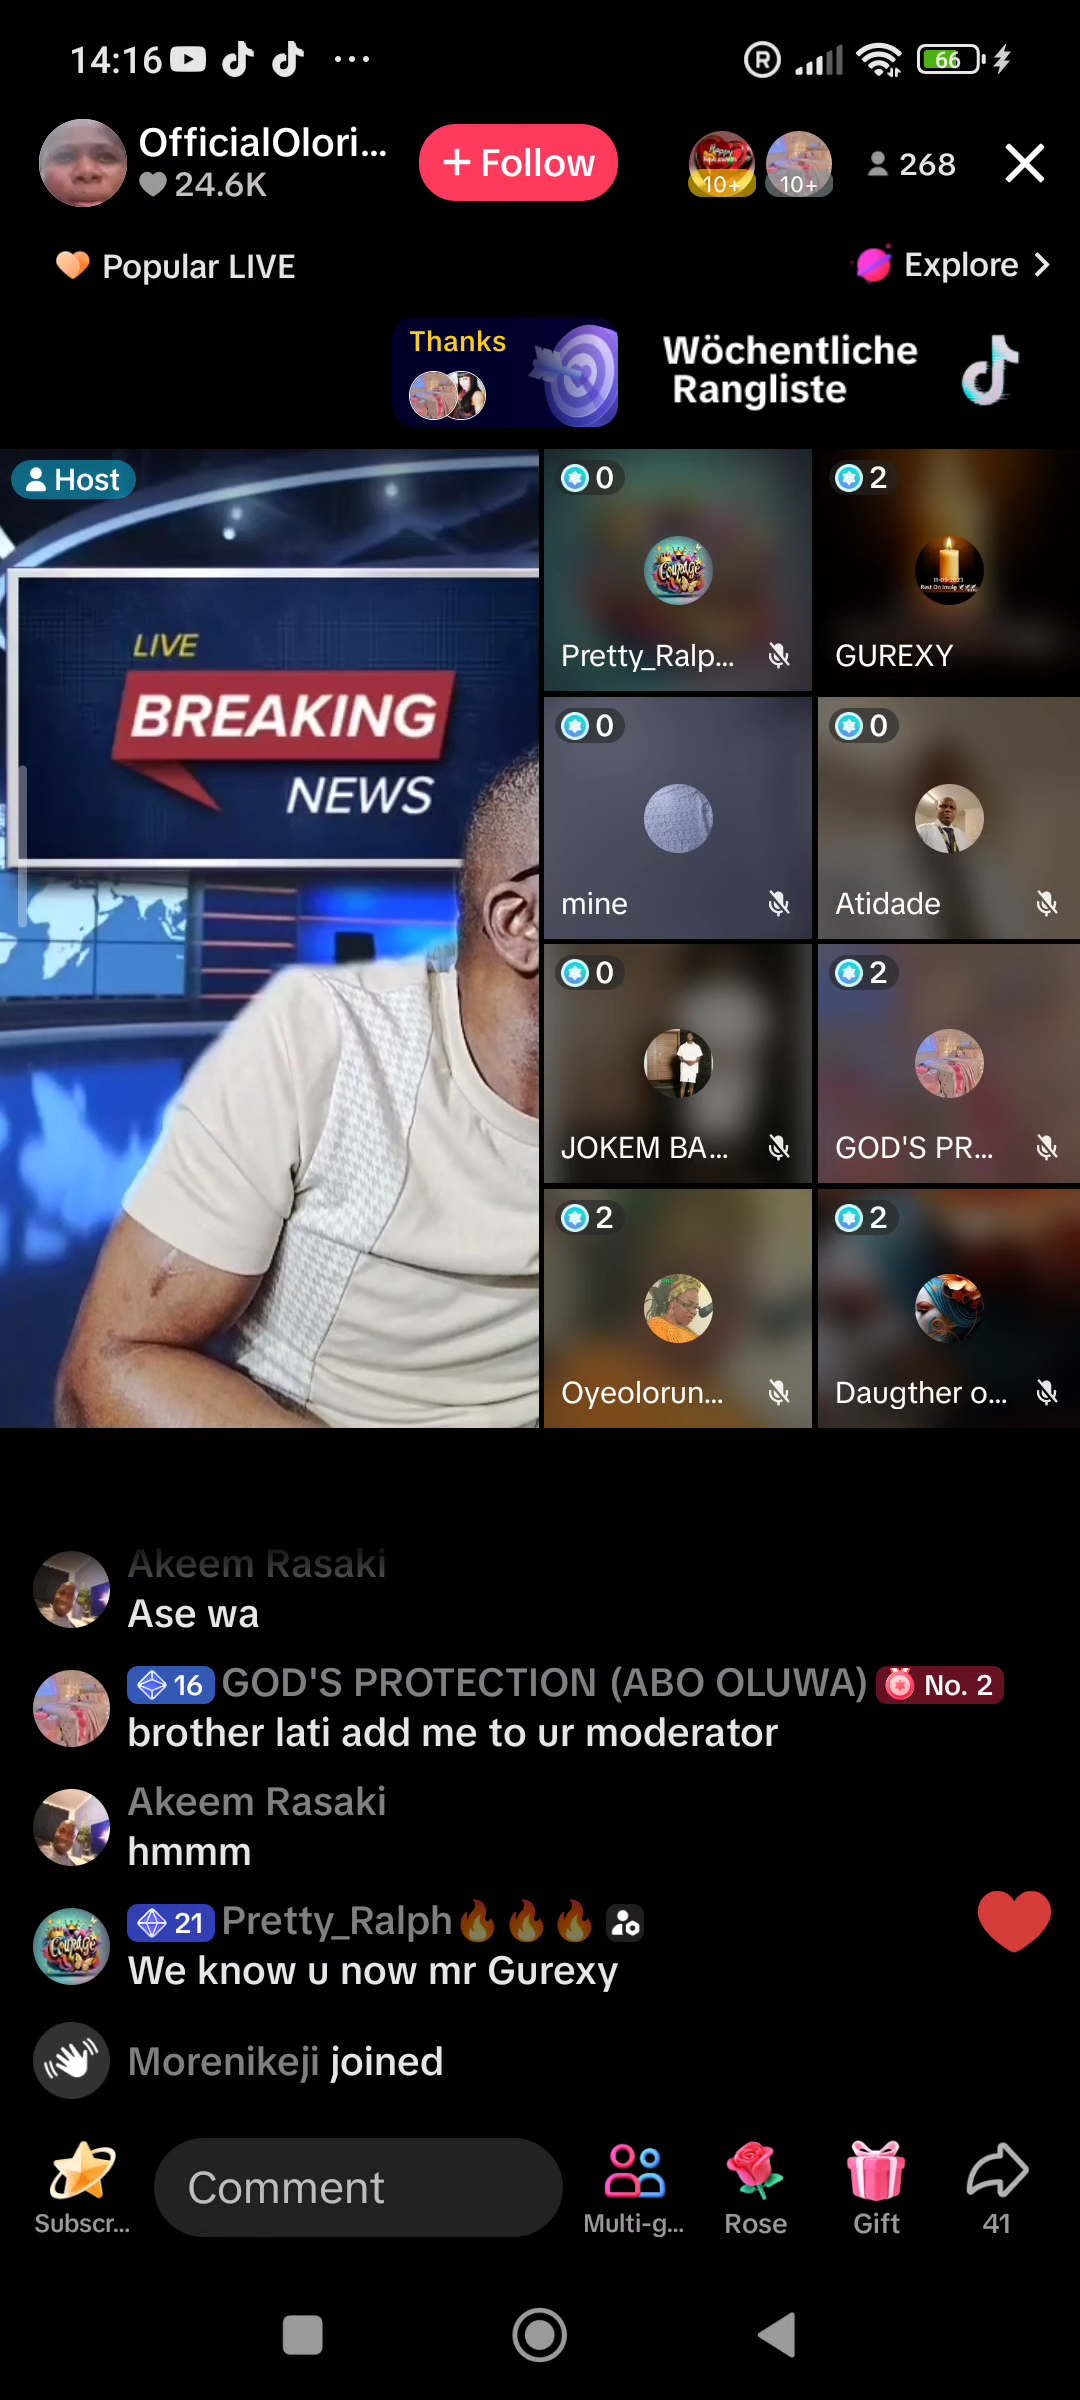 14:16
R
66
OfficialOlori...
24.6K
+ Follow
10+
10+
268
Popular LIVE
Explore
Thanks
Wöchentliche
Rangliste
Host
LIVE
BREAKING
NEWS
0
Courage
Pretty_Ralp...
2
GUREXY
0
mine
0
Atidade
0
JOKEM BA...
2
GOD'S PR...
2
Oyeolorun...
2
Daugther o...
Akeem Rasaki
Ase wa
16 GOD'S PROTECTION (ABO OLUWA) No. 2
brother lati add me to ur moderator
Akeem Rasaki
hmmm
Courage
21 Pretty_Ralph🔥🔥🔥
We know u now mr Gurexy
Morenikeji joined
Subscr...
Comment
Multi-g...
Rose
Gift
41